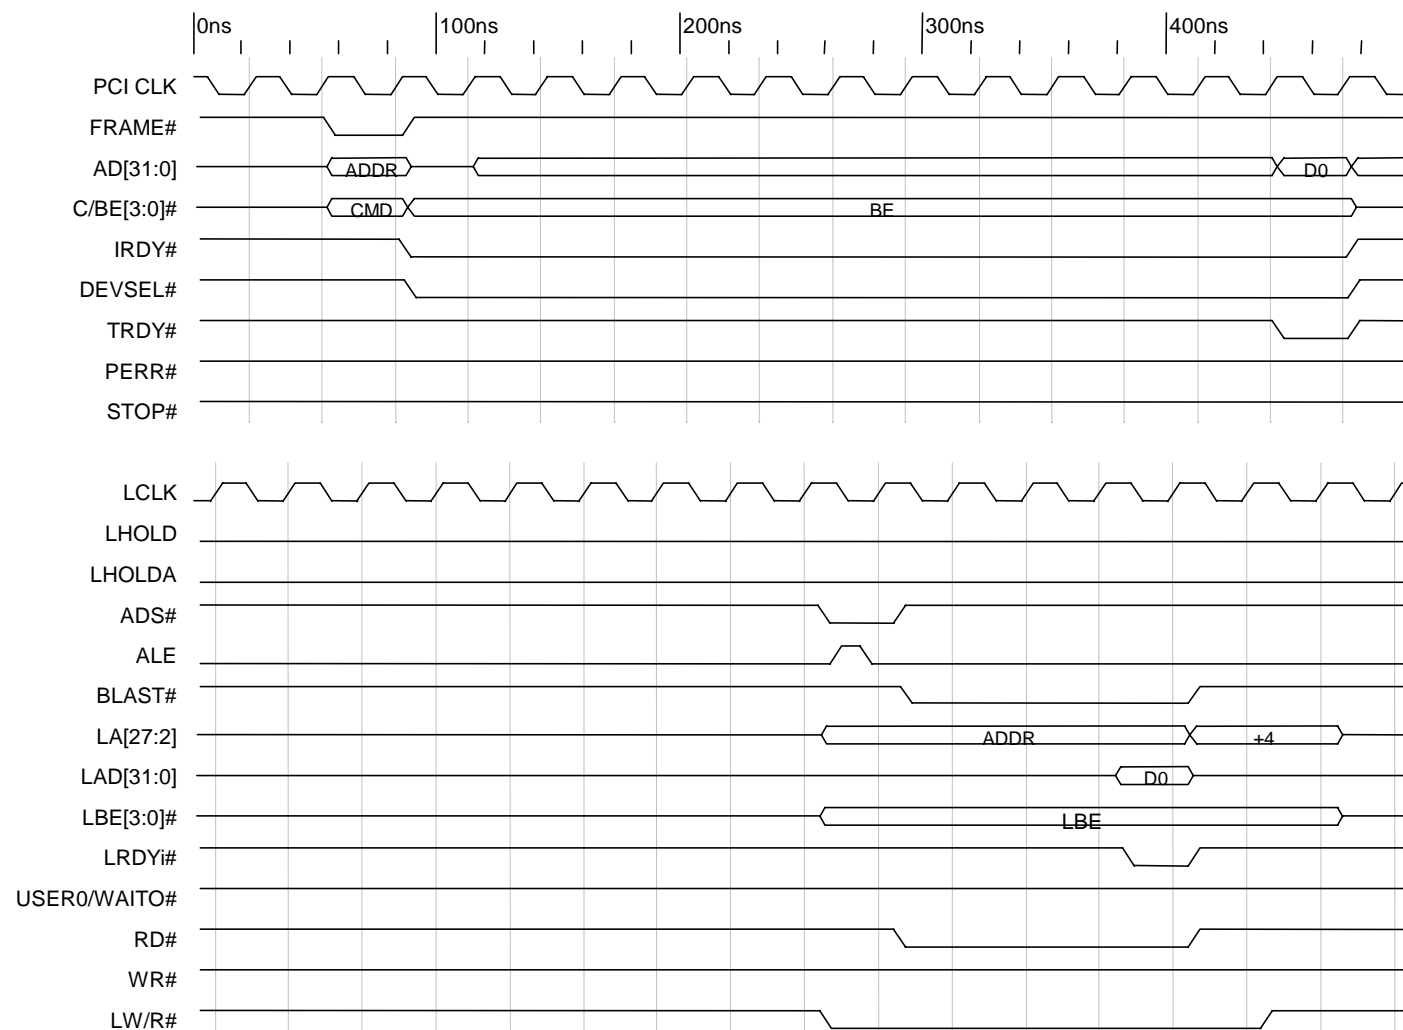 0ns 100ns 200ns 300ns 400ns
PCI CLK
FRAME#
AD[31:0] ADDR D0
C/BE[3:0]# CMD BE
IRDY#
DEVSEL#
TRDY#
PERR#
STOP#
LCLK
LHOLD
LHOLDA
ADS#
ALE
BLAST#
LA[27:2] ADDR +4
LAD[31:0] D0
LBE[3:0]# LBE
LRDYi#
USER0/WAITO#
RD#
WR#
LW/R#